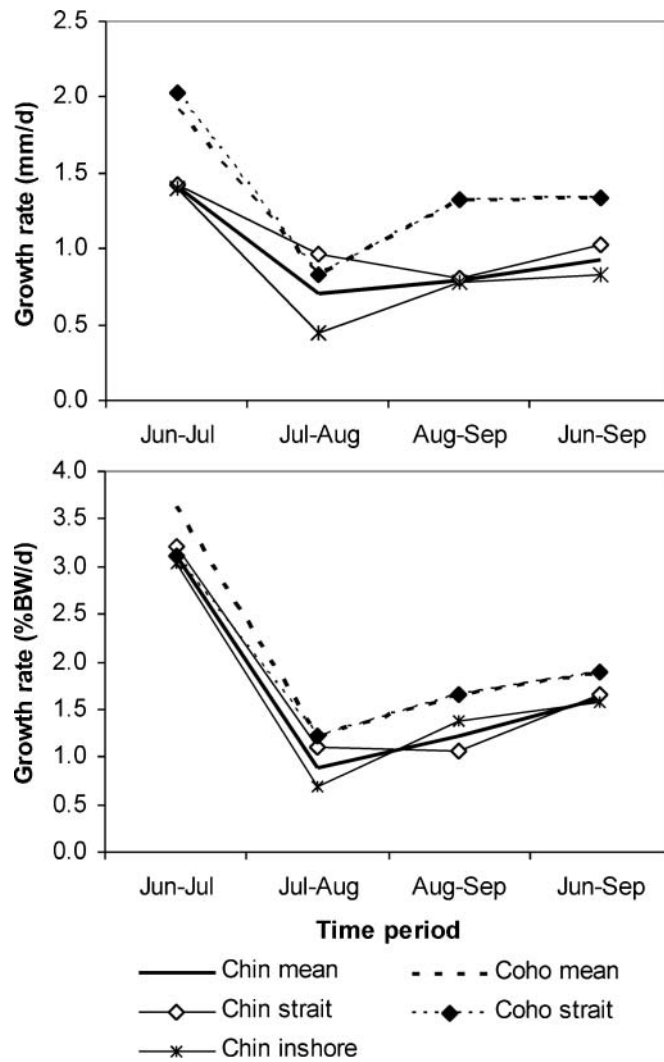 2.5
2.0
1.5
1.0
0.5
0.0
Growth rate (mm/d)
Jun-Jul Jul-Aug Aug-Sep Jun-Sep
4.0
3.5
3.0
2.5
2.0
1.5
1.0
0.5
0.0
Growth rate (%BW/d)
Jun-Jul Jul-Aug Aug-Sep Jun-Sep
Time period
Chin mean Coho mean
Chin strait Coho strait
Chin inshore